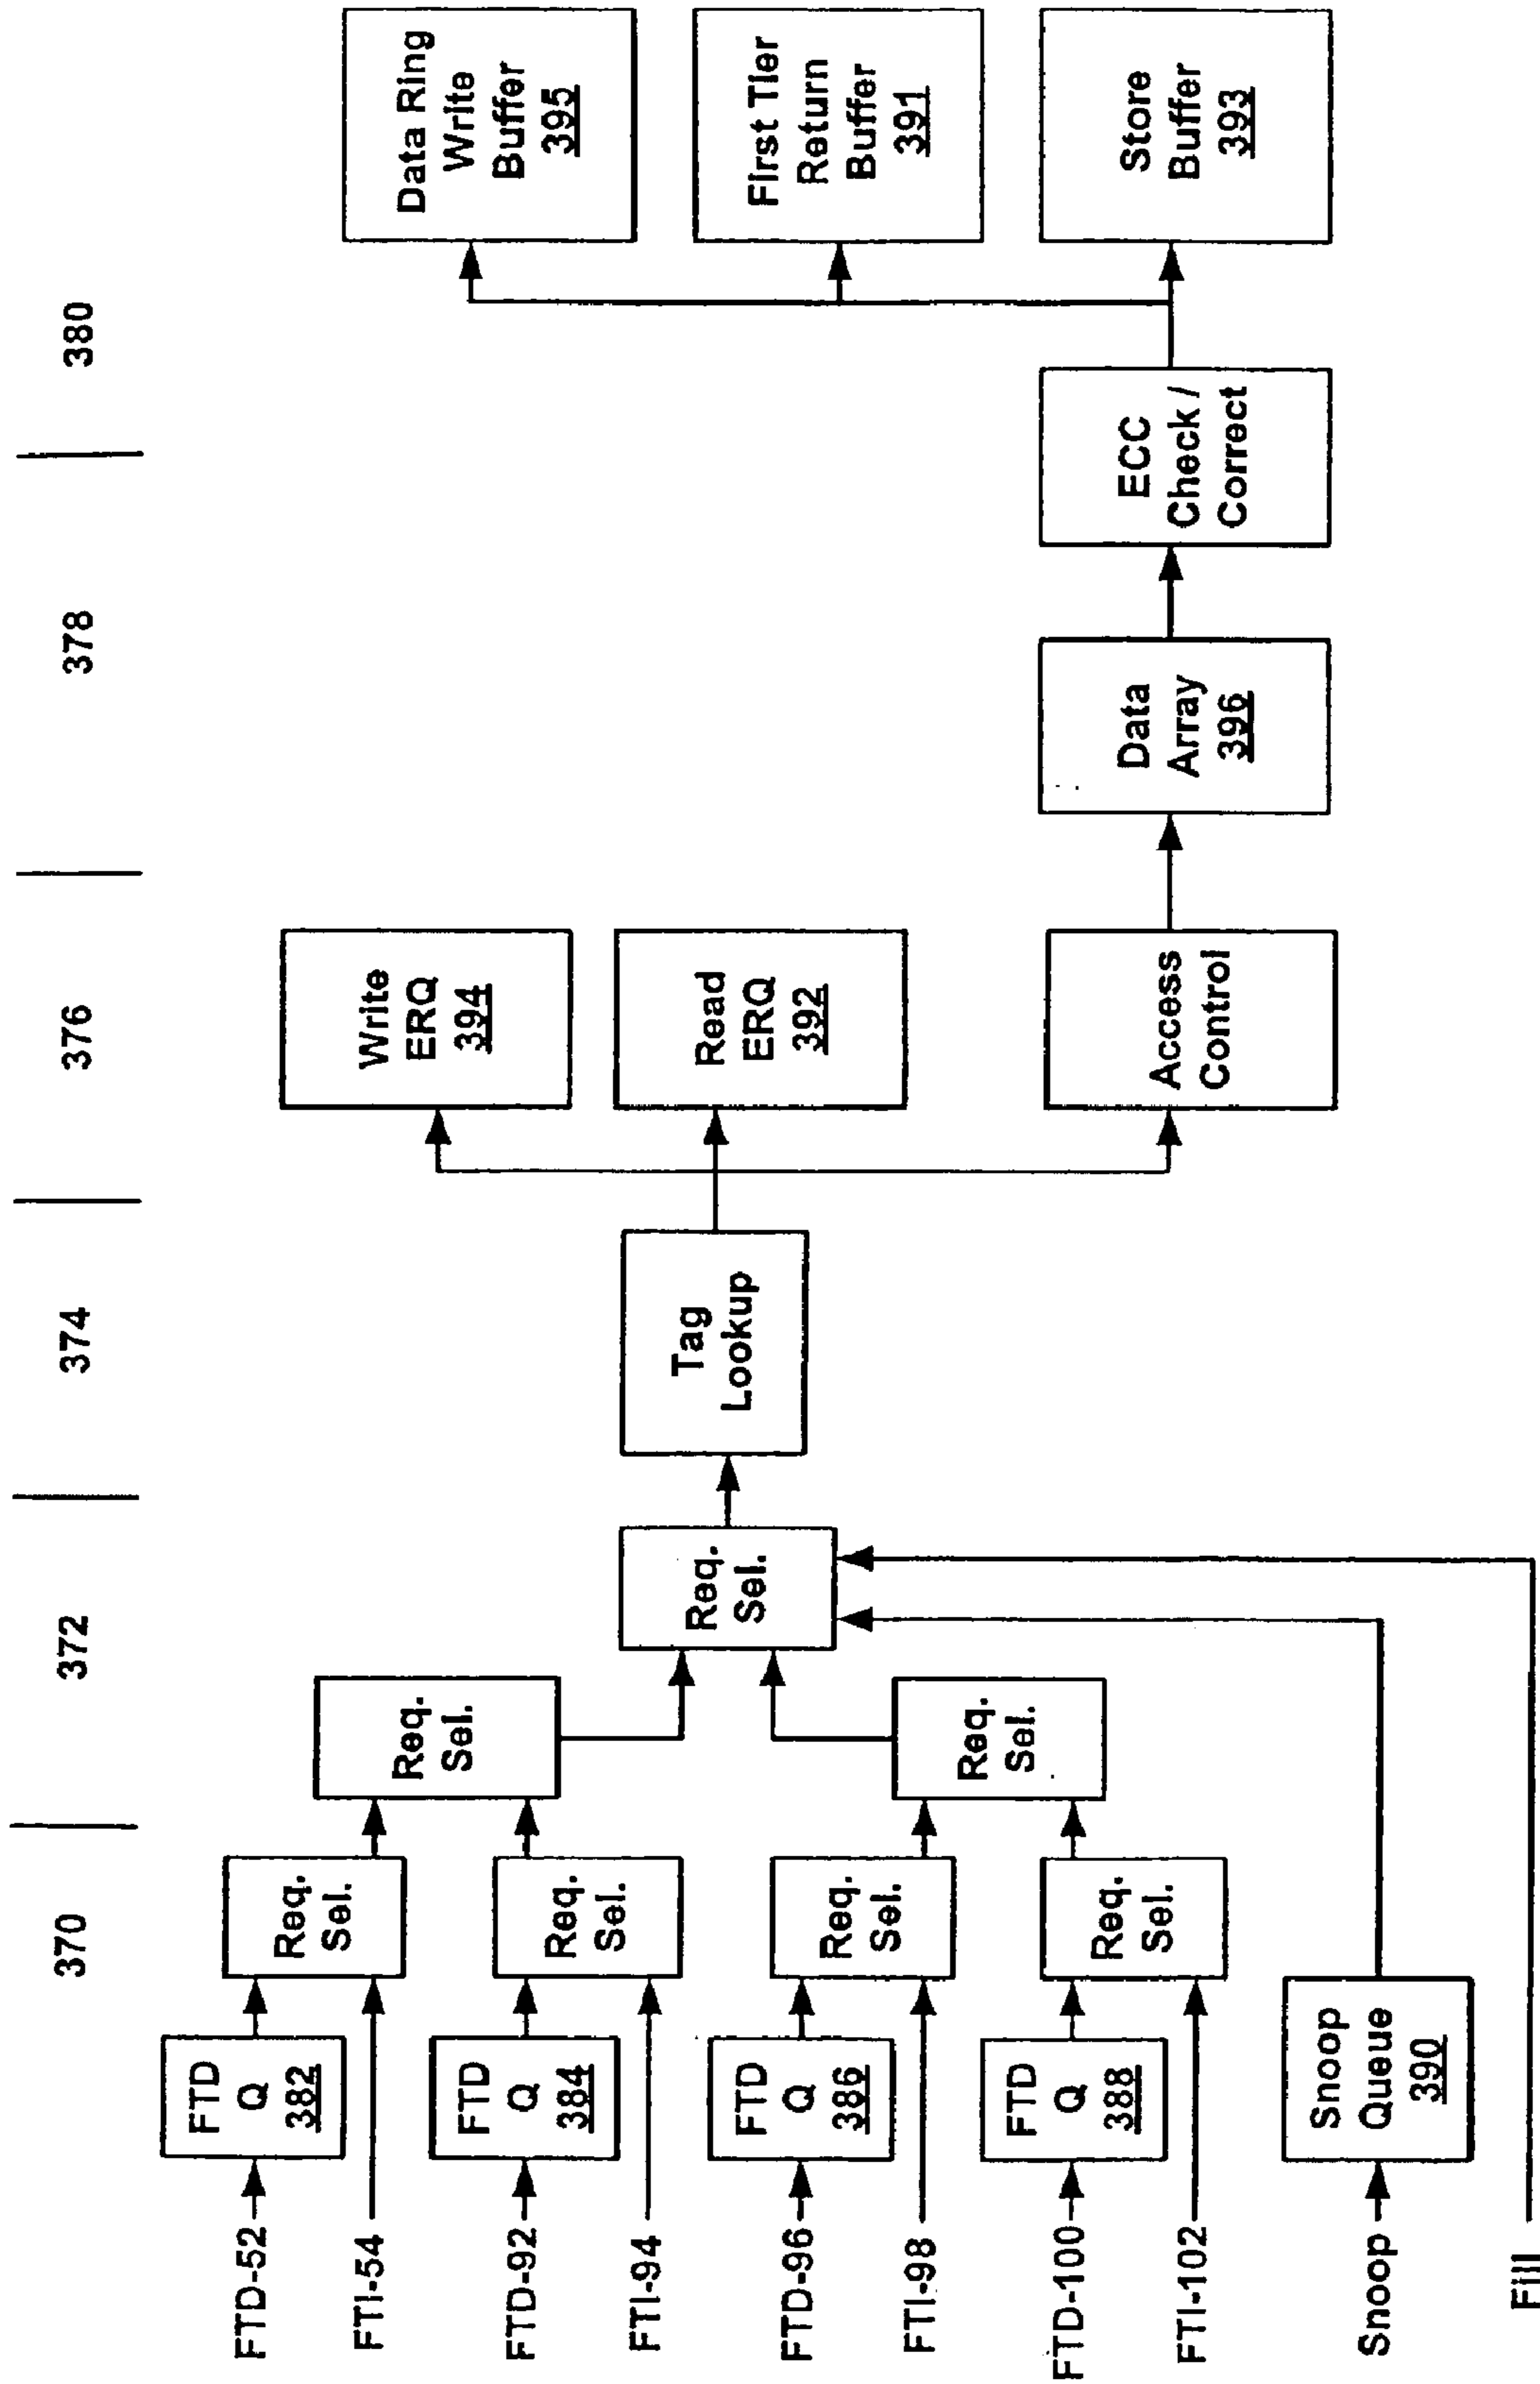 370
372
374
376
378
380
FTD-52
FTD
Q
382
FTI-54
Req.
Sel.
FTD-92
FTD
Q
384
FTI-94
Req.
Sel.
FTD-96
FTD
Q
386
FTI-98
Req.
Sel.
FTD-100
FTD
Q
388
FTI-102
Req.
Sel.
Snoop
Snoop
Queue
390
Fill
Req.
Sel.
Req.
Sel.
Req.
Sel.
Tag
Lookup
Write
ERQ
394
Read
ERQ
392
Access
Control
Data
Array
396
ECC
Check /
Correct
Data Ring
Write
Buffer
395
First Tier
Return
Buffer
391
Store
Buffer
393